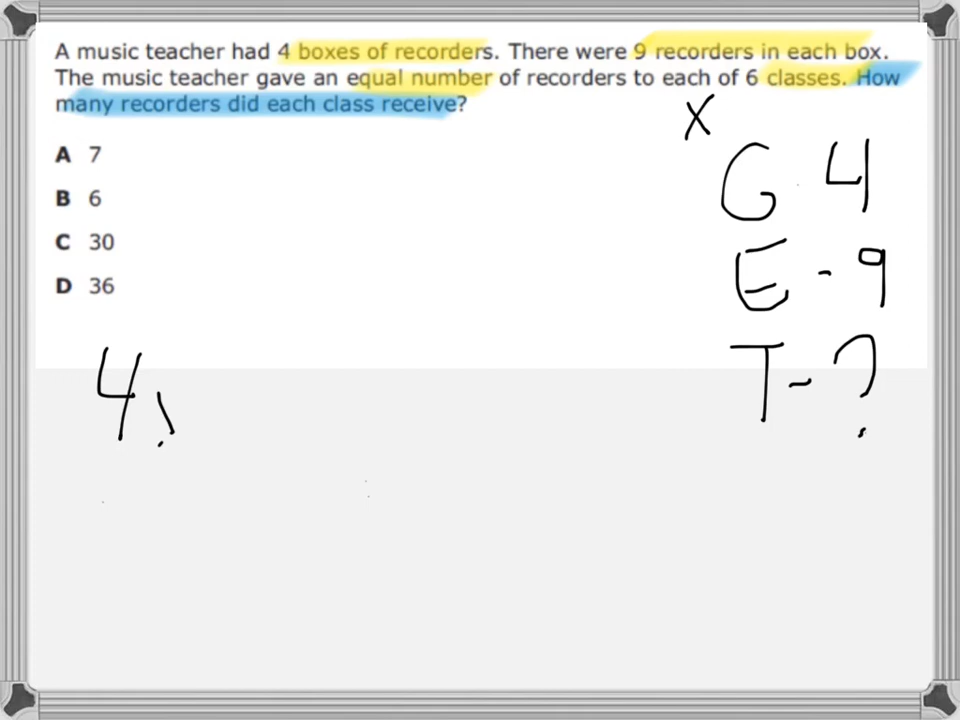 A music teacher had 4 boxes of recorders. There were 9 recorders in each box.
The music teacher gave an equal number of recorders to each of 6 classes. How
many recorders did each class receive?
X
A 7
G 4
B 6
C 30
E - 9
D 36
T - ?
4